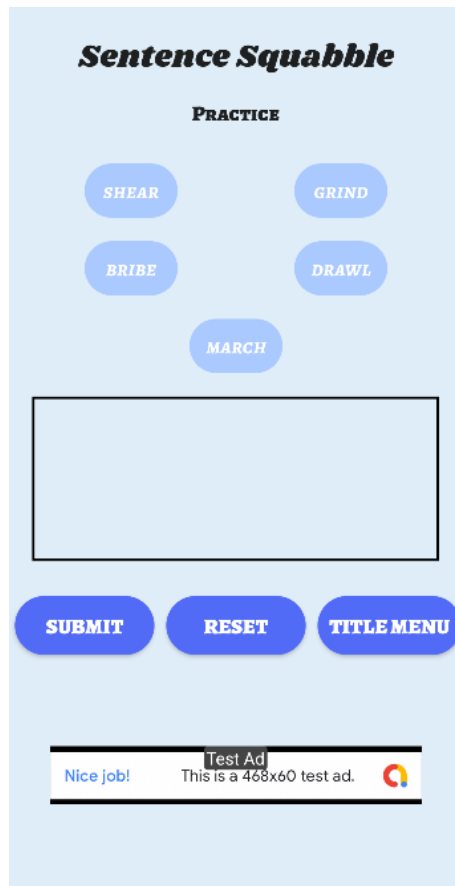 Sentence Squabble
PRACTICE
SHEAR GRIND
BRIBE DRAWL
MARCH
SUBMIT RESET TITLE MENU
Test Ad
Nice job! This is a 468x60 test ad.